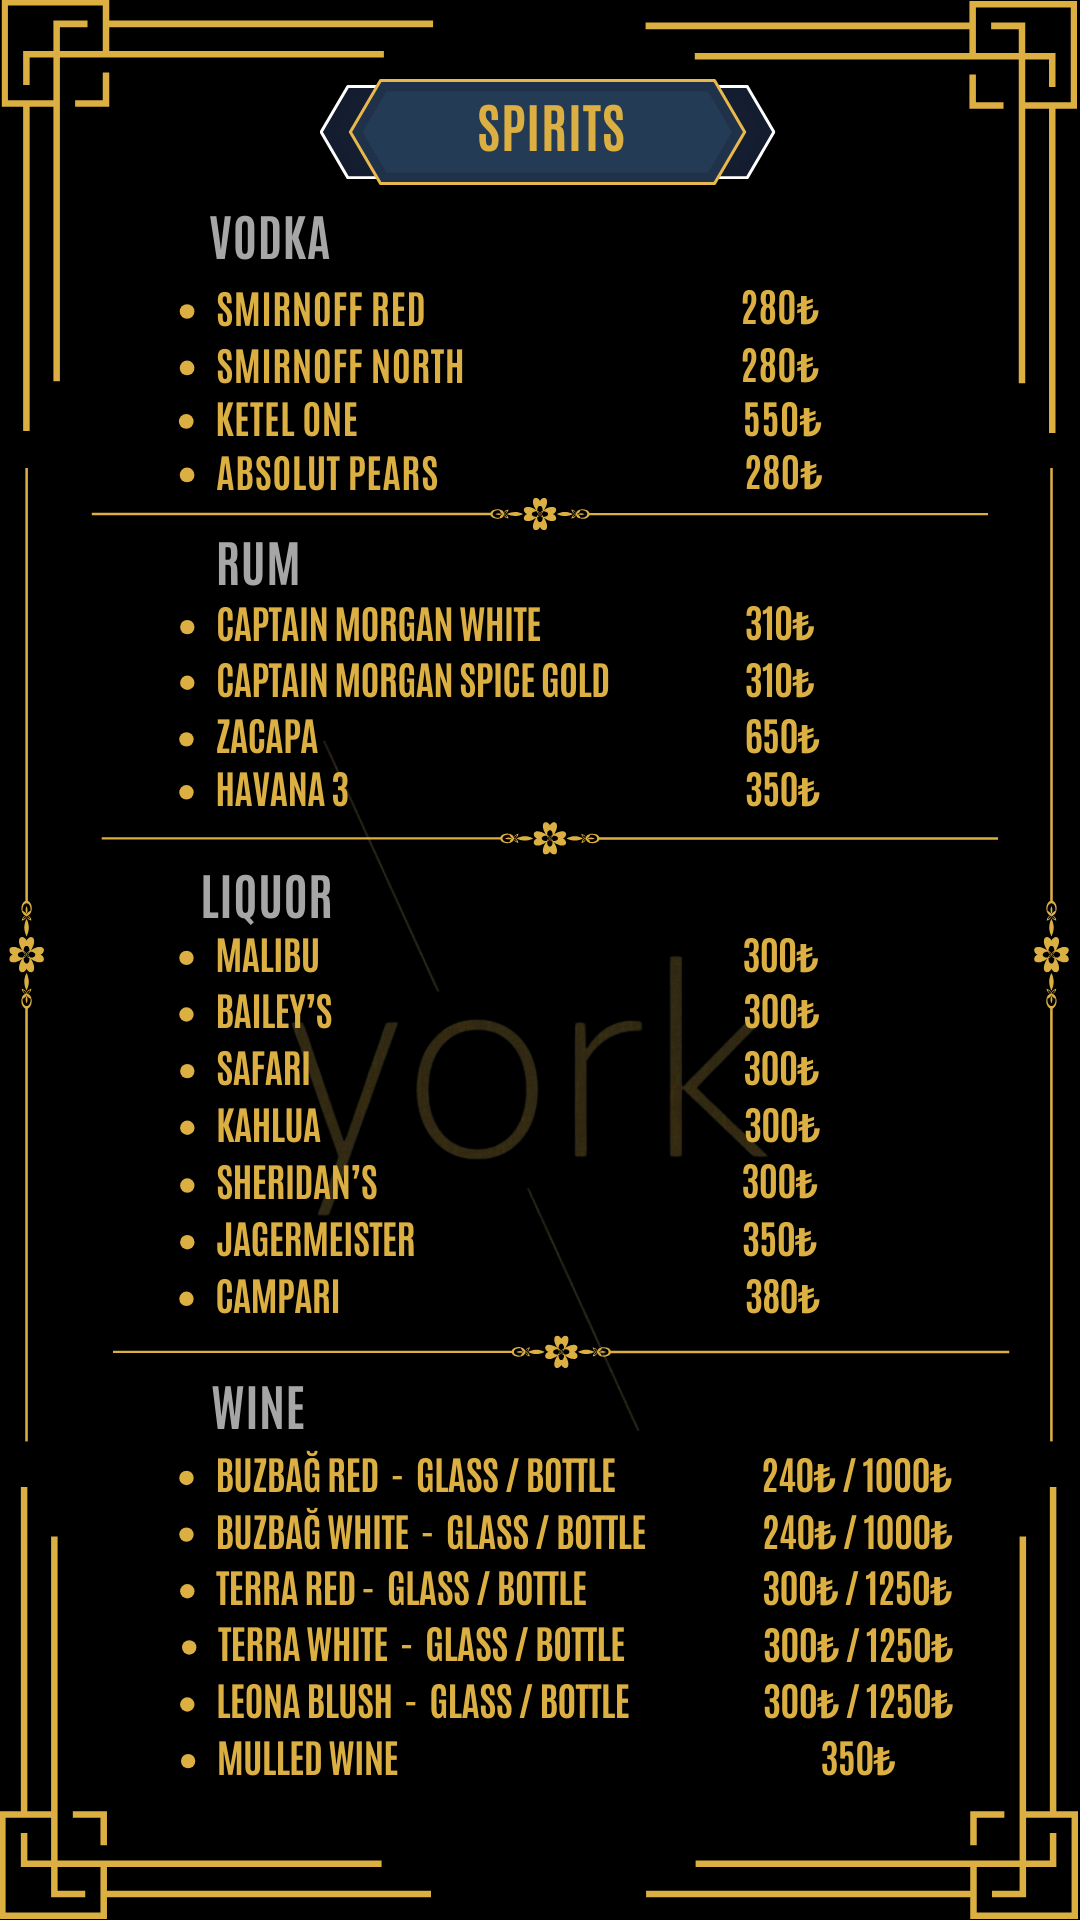 SPIRITS
VODKA
• SMIRNOFF RED 280₺
• SMIRNOFF NORTH 280₺
• KETEL ONE 550₺
• ABSOLUT PEARS 280₺
RUM
• CAPTAIN MORGAN WHITE 310₺
• CAPTAIN MORGAN SPICE GOLD 310₺
• ZACAPA 650₺
• HAVANA 3 350₺
LIQUOR
• MALIBU 300₺
• BAILEY’S 300₺
• SAFARI 300₺
york
• KAHLUA 300₺
• SHERIDAN’S 300₺
• JAGERMEISTER 350₺
• CAMPARI 380₺
WINE
• BUZBAĞ RED - GLASS / BOTTLE 240₺ / 1000₺
• BUZBAĞ WHITE - GLASS / BOTTLE 240₺ / 1000₺
• TERRA RED - GLASS / BOTTLE 300₺ / 1250₺
• TERRA WHITE - GLASS / BOTTLE 300₺ / 1250₺
• LEONA BLUSH - GLASS / BOTTLE 300₺ / 1250₺
• MULLED WINE 350₺